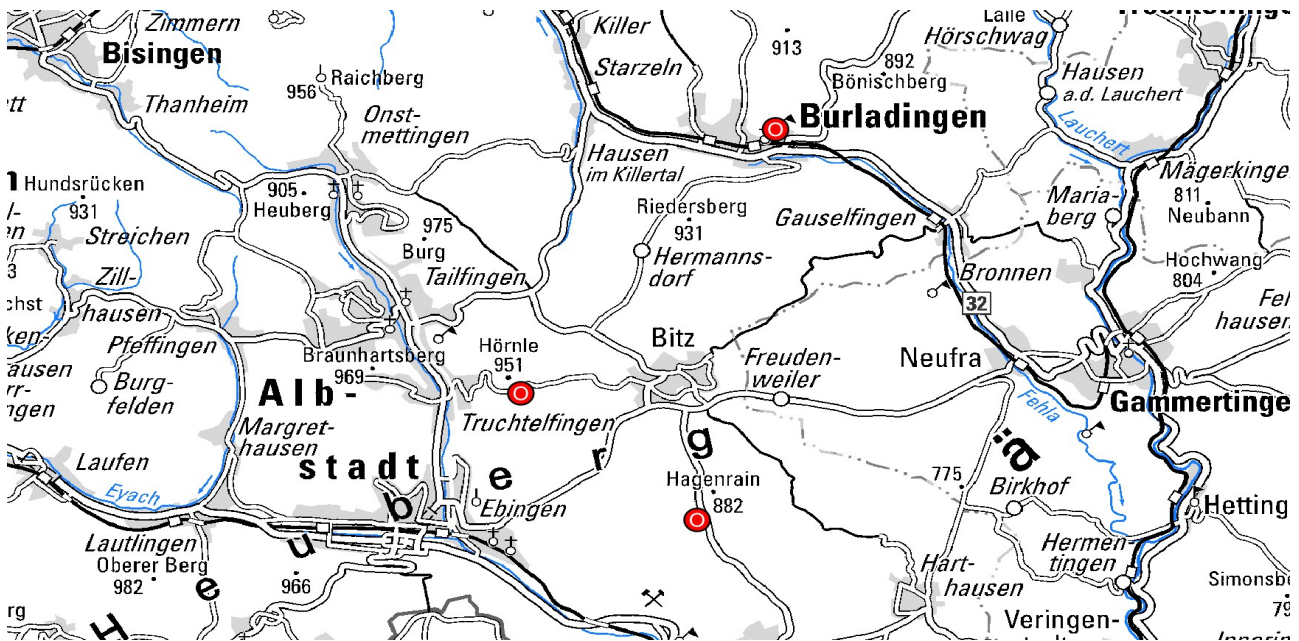 Zimmern
Bisingen
Killer
913
Lalle
Hörschwag
Raichberg
956
Starzeln
892
Bönischberg
Hausen
a.d. Lauchert
Thanheim
Onst-
mettingen
Burladingen
Lauchert
Hausen
im Killertal
Mägerkingen
Hundsrücken
931
905
Heuberg
Riedersberg
931
Gauselfingen
Maria-
berg
811
Neubann
Streichen
975
Burg
Hermanns-
dorf
Hochwang
804
Zill-
hausen
Tailfingen
Bronnen
32
Pfeffingen
Braunhartsberg
969
Hörnle
951
Bitz
Freuden-
weiler
Neufra
Burg-
felden
Alb-
stadt
Truchtelfingen
Fehla
Gammertinge
Margret-
hausen
Laufen
Eyach
Hagenrain
882
775
Birkhof
Hetting
Ebingen
Lautlingen
Oberer Berg
982
966
Hart-
hausen
Hermen-
tingen
Simonsbe
Veringen-
H e u b e r g